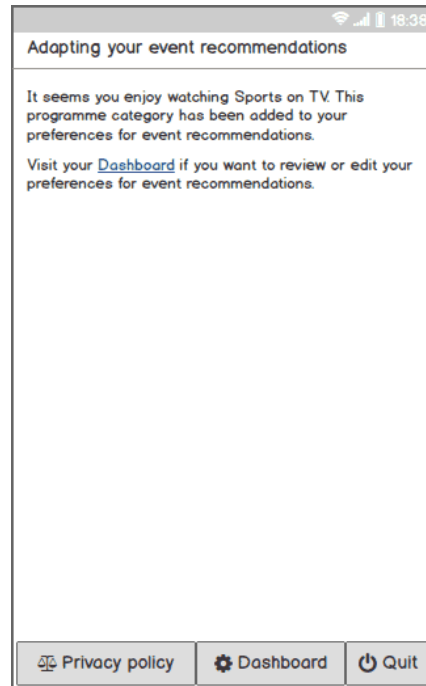 18:38
Adapting your event recommendations
It seems you enjoy watching Sports on TV. This
programme category has been added to your
preferences for event recommendations.
Visit your Dashboard if you want to review or edit your
preferences for event recommendations.
Privacy policy
Dashboard
Quit